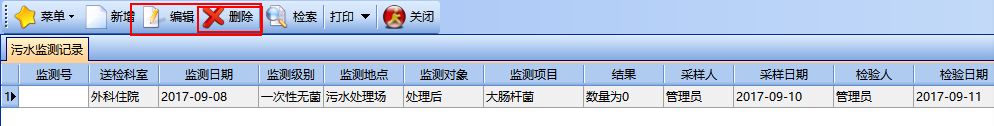 菜单 新增 编辑 删除 检索 打印 关闭
污水监测记录
监测号 送检科室 监测日期 监测级别 监测地点 监测对象 监测项目 结果 采样人 采样日期 检验人 检验日期
1 外科住院 2017-09-08 一次性无菌 污水处理场 处理后 大肠杆菌 数量为0 管理员 2017-09-10 管理员 2017-09-11